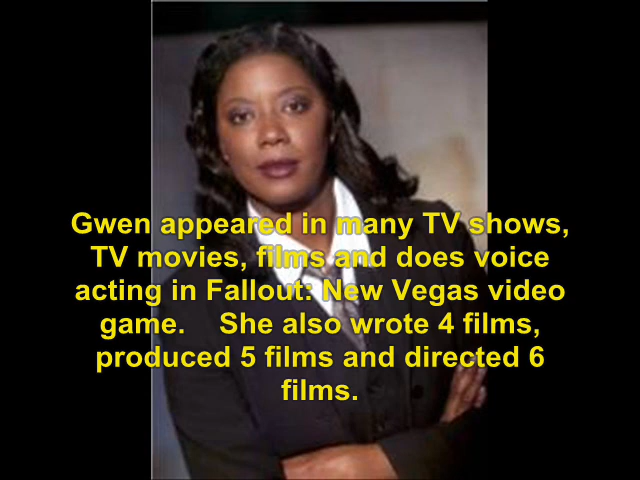 Gwen appeared in many TV shows,
TV movies, films and does voice
acting in Fallout: New Vegas video
game.    She also wrote 4 films,
produced 5 films and directed 6
films.